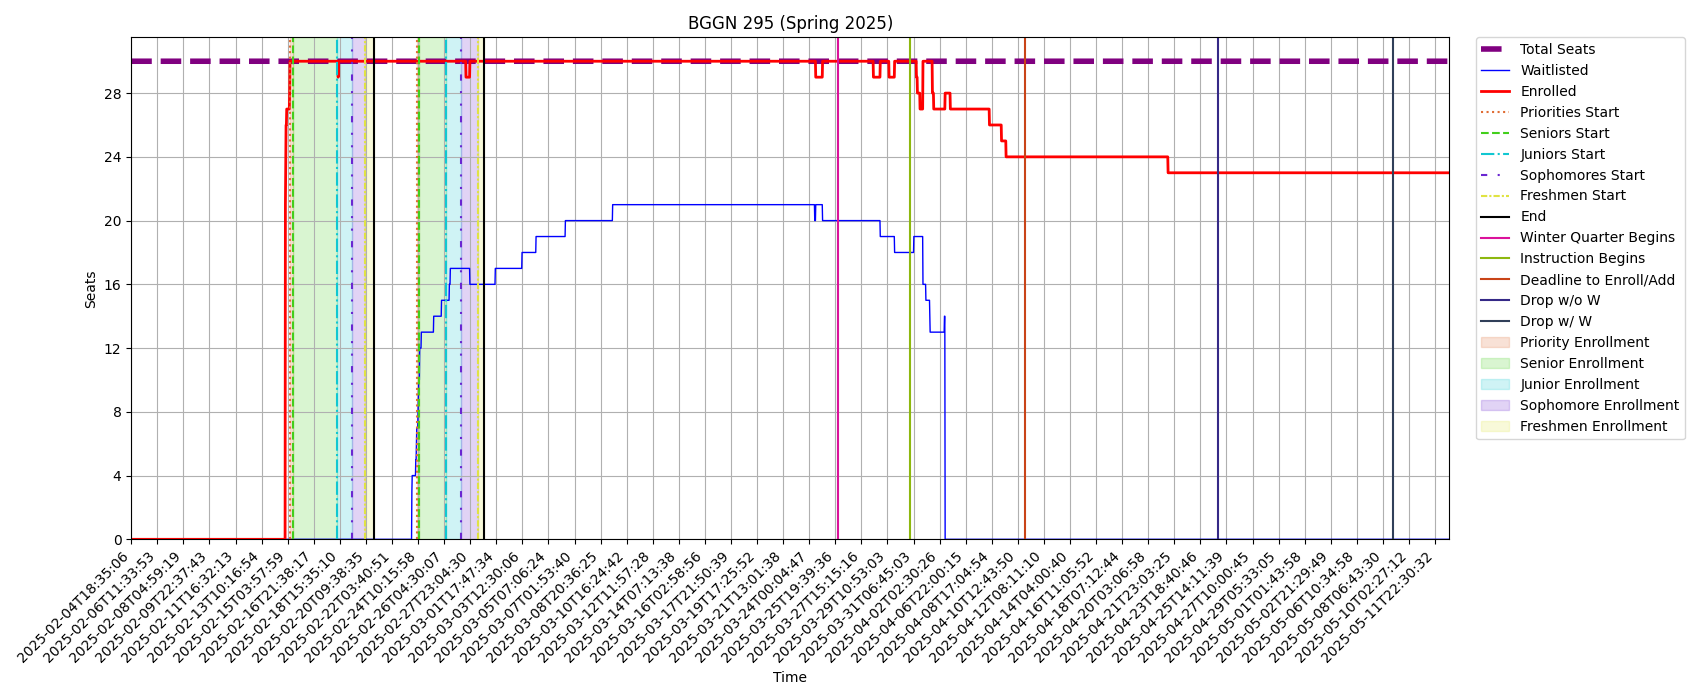 BGGN 295 (Spring 2025)
Seats
28
24
20
16
12
8
4
0
2025-02-04T18:35:06
2025-02-06T11:33:53
2025-02-08T04:59:19
2025-02-09T22:37:43
2025-02-11T16:32:13
2025-02-13T10:16:54
2025-02-15T03:57:59
2025-02-16T21:38:17
2025-02-18T15:35:10
2025-02-20T09:38:35
2025-02-22T03:40:51
2025-02-24T10:15:58
2025-02-26T04:30:07
2025-02-27T23:04:30
2025-03-01T17:47:34
2025-03-03T12:30:06
2025-03-05T07:06:24
2025-03-07T01:53:40
2025-03-08T20:36:25
2025-03-10T16:24:42
2025-03-12T11:57:28
2025-03-14T07:13:38
2025-03-16T02:58:56
2025-03-17T21:50:39
2025-03-19T17:25:52
2025-03-21T13:01:38
2025-03-24T00:04:47
2025-03-25T19:39:36
2025-03-27T15:15:16
2025-03-29T10:53:03
2025-03-31T06:45:03
2025-04-02T02:30:26
2025-04-06T22:00:15
2025-04-08T17:04:54
2025-04-10T12:43:50
2025-04-12T08:11:10
2025-04-14T04:00:40
2025-04-16T11:05:52
2025-04-18T07:12:44
2025-04-20T03:06:58
2025-04-21T23:03:25
2025-04-23T18:40:46
2025-04-25T14:11:39
2025-04-27T10:00:45
2025-04-29T05:33:05
2025-05-01T01:43:58
2025-05-02T21:29:49
2025-05-06T10:34:58
2025-05-08T06:43:30
2025-05-10T02:27:12
2025-05-11T22:30:32
Time
Total Seats
Waitlisted
Enrolled
Priorities Start
Seniors Start
Juniors Start
Sophomores Start
Freshmen Start
End
Winter Quarter Begins
Instruction Begins
Deadline to Enroll/Add
Drop w/o W
Drop w/ W
Priority Enrollment
Senior Enrollment
Junior Enrollment
Sophomore Enrollment
Freshmen Enrollment